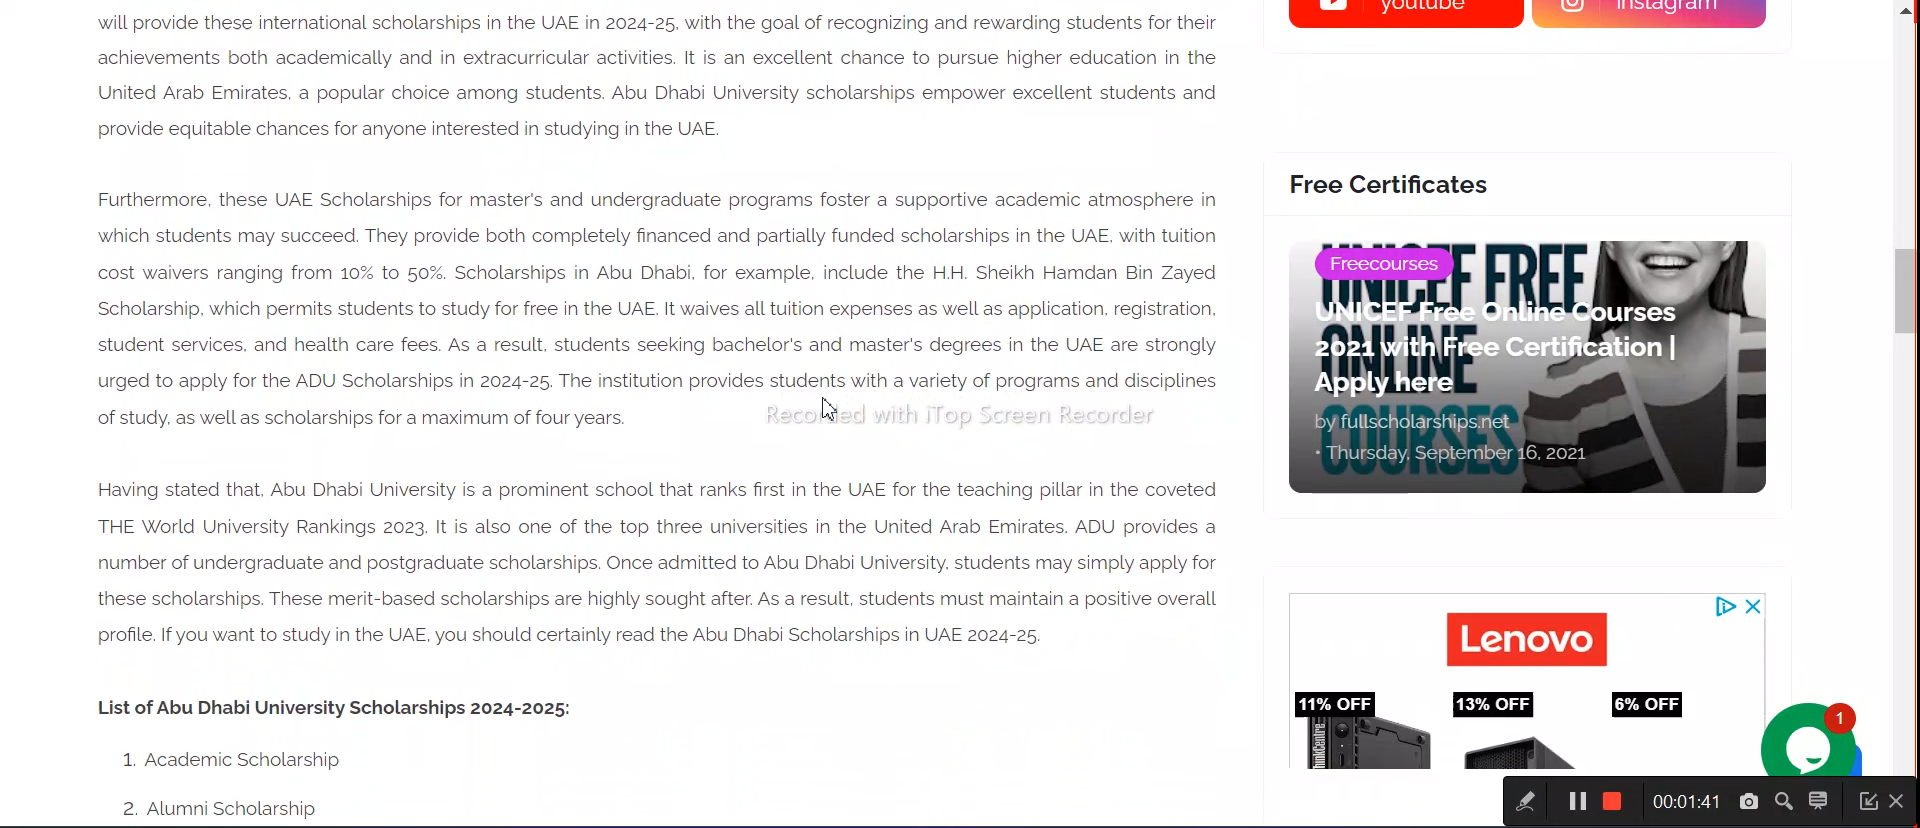 will provide these international scholarships in the UAE in 2024-25, with the goal of recognizing and rewarding students for their
achievements both academically and in extracurricular activities. It is an excellent chance to pursue higher education in the
United Arab Emirates, a popular choice among students. Abu Dhabi University scholarships empower excellent students and
provide equitable chances for anyone interested in studying in the UAE.
Furthermore, these UAE Scholarships for master's and undergraduate programs foster a supportive academic atmosphere in
which students may succeed. They provide both completely financed and partially funded scholarships in the UAE, with tuition
cost waivers ranging from 10% to 50%. Scholarships in Abu Dhabi, for example, include the H.H. Sheikh Hamdan Bin Zayed
Scholarship, which permits students to study for free in the UAE. It waives all tuition expenses as well as application, registration,
student services, and health care fees. As a result, students seeking bachelor's and master's degrees in the UAE are strongly
urged to apply for the ADU Scholarships in 2024-25. The institution provides students with a variety of programs and disciplines
of study, as well as scholarships for a maximum of four years.
Recorded with iTop Screen Recorder
Having stated that, Abu Dhabi University is a prominent school that ranks first in the UAE for the teaching pillar in the coveted
THE World University Rankings 2023. It is also one of the top three universities in the United Arab Emirates. ADU provides a
number of undergraduate and postgraduate scholarships. Once admitted to Abu Dhabi University, students may simply apply for
these scholarships. These merit-based scholarships are highly sought after. As a result, students must maintain a positive overall
profile. If you want to study in the UAE, you should certainly read the Abu Dhabi Scholarships in UAE 2024-25.
List of Abu Dhabi University Scholarships 2024-2025:
1. Academic Scholarship
2. Alumni Scholarship
youtube
instagram
Free Certificates
Freecourses
UNICEF FREE
ONLINE
COURSES
UNICEF Free Online Courses
2021 with Free Certification |
Apply here
by fullscholarships.net
• Thursday, September 16, 2021
Lenovo
11% OFF
13% OFF
6% OFF
ThinkCentre
1
00:01:41